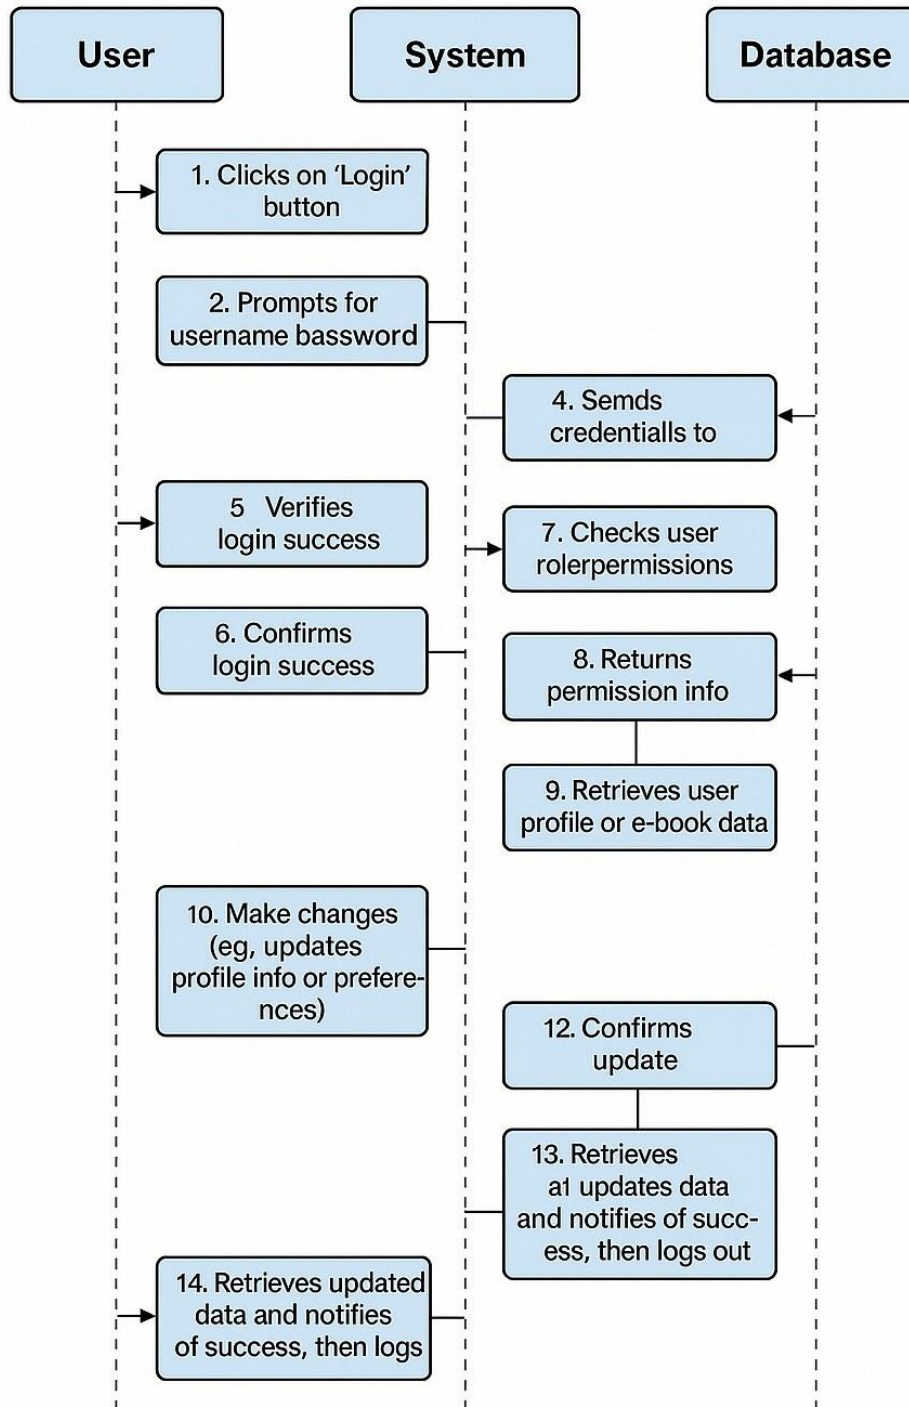 User
System
Database
1. Clicks on ‘Login’
button
2. Prompts for
username bassword
4. Semds
credentialls to
5 Verifies
login success
7. Checks user
rolerpermissions
6. Confirms
login success
8. Returns
permission info
9. Retrieves user
profile or e-book data
10. Make changes
(eg, updates
profile info or prefere-
nces)
12. Confirms
update
13. Retrieves
a1 updates data
and notifies of succ-
ess, then logs out
14. Retrieves updated
data and notifies
of success, then logs